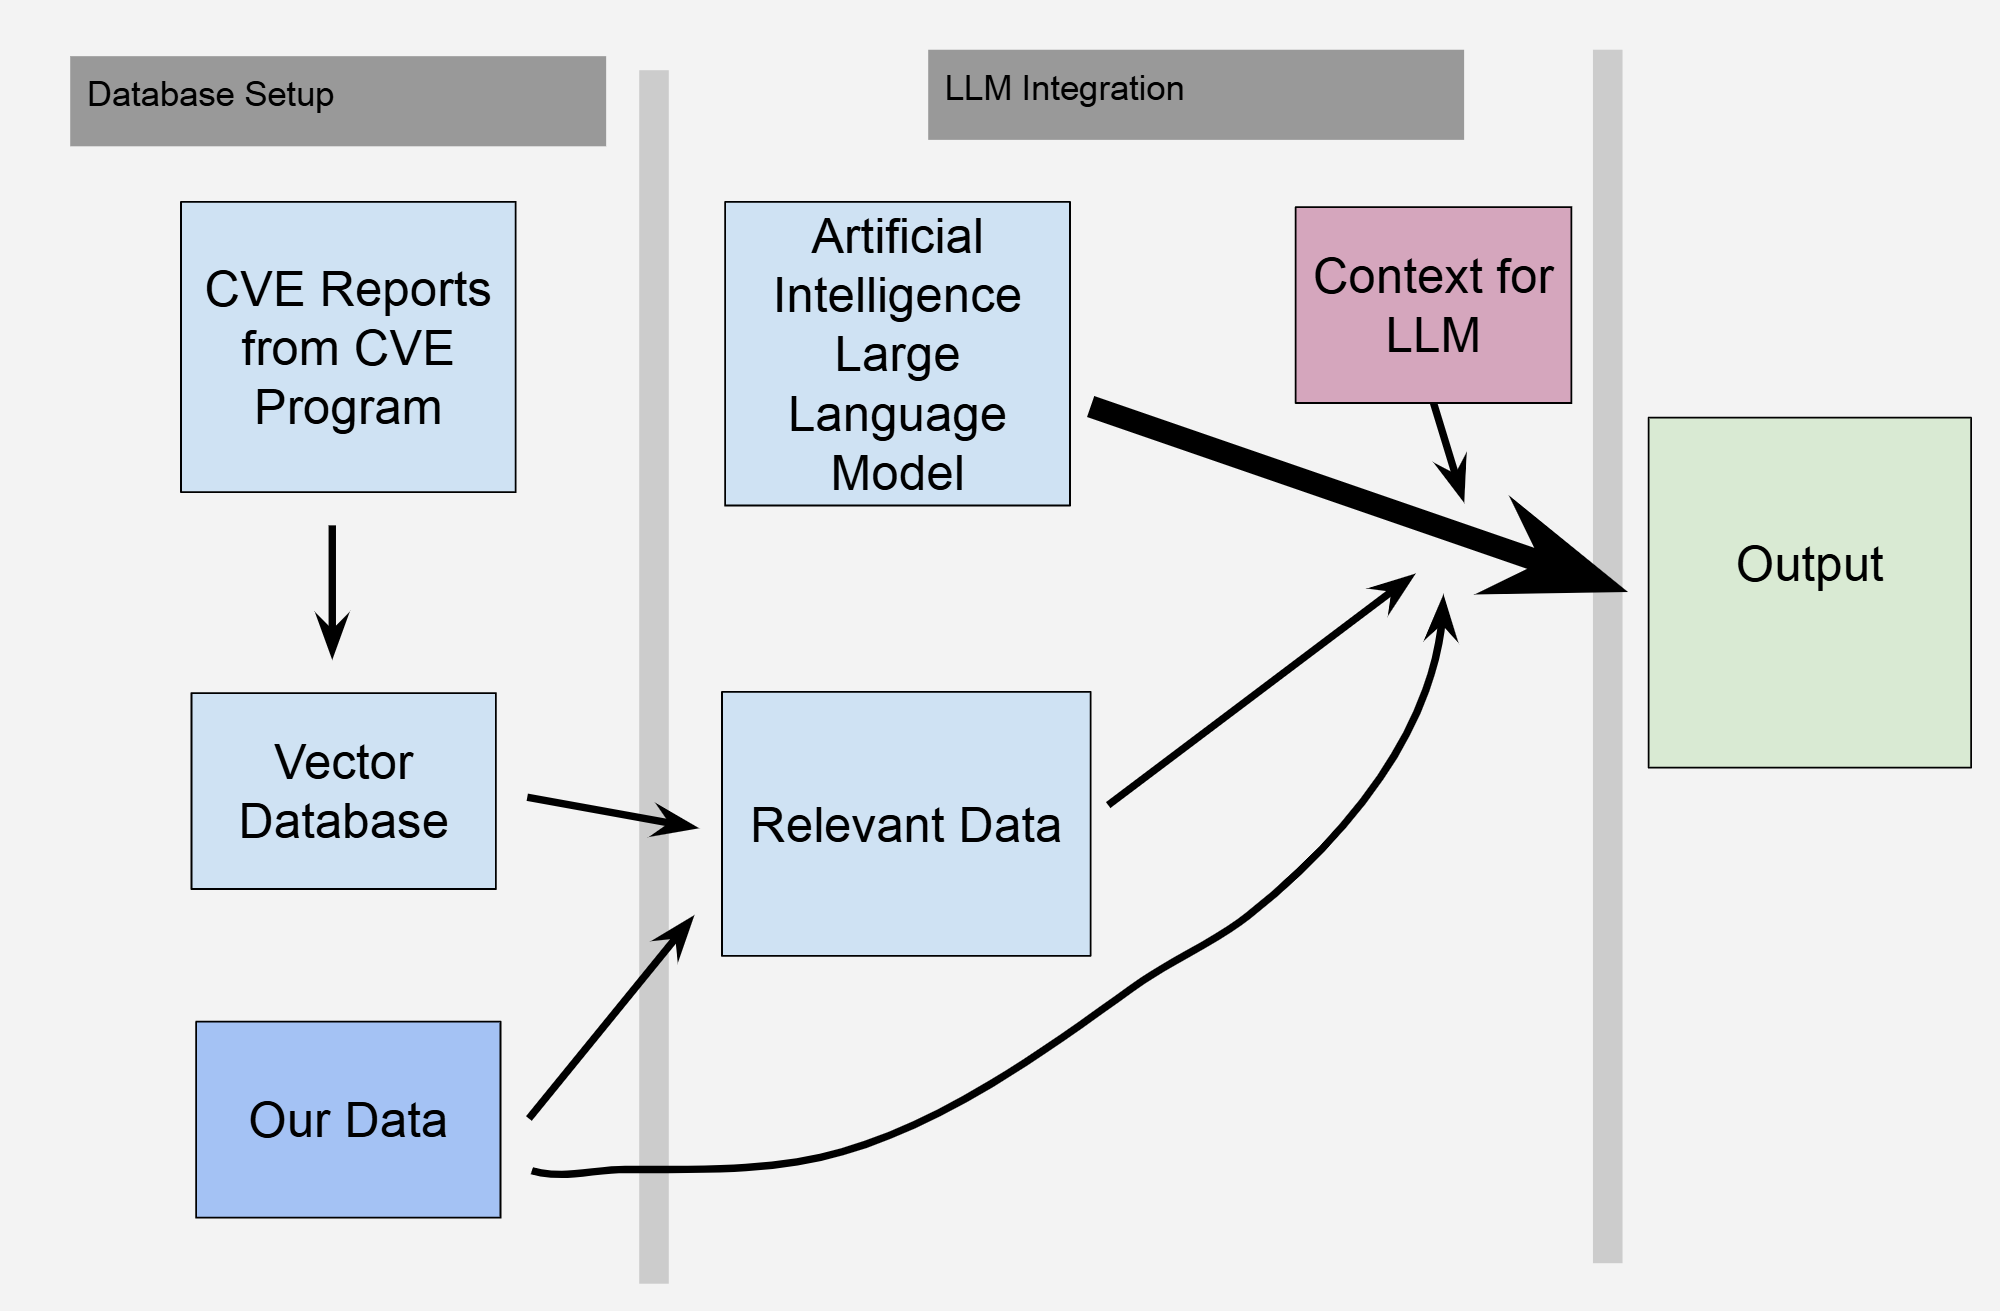 Database Setup
LLM Integration
CVE Reports
from CVE
Program
Artificial
Intelligence
Large
Language
Model
Context for
LLM
Output
Vector
Database
Relevant Data
Our Data